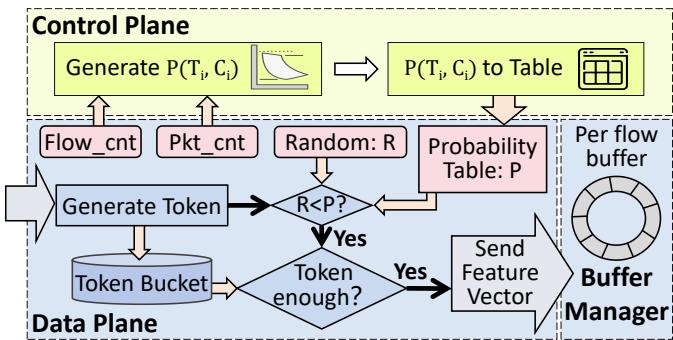 Control Plane
Generate P(Tᵢ, Cᵢ)
P(Tᵢ, Cᵢ) to Table
Flow_cnt
Pkt_cnt
Random: R
Probability
Table: P
Per flow
buffer
Generate Token
R<P?
Yes
Token Bucket
Token
enough?
Yes
Send
Feature
Vector
Buffer
Manager
Data Plane